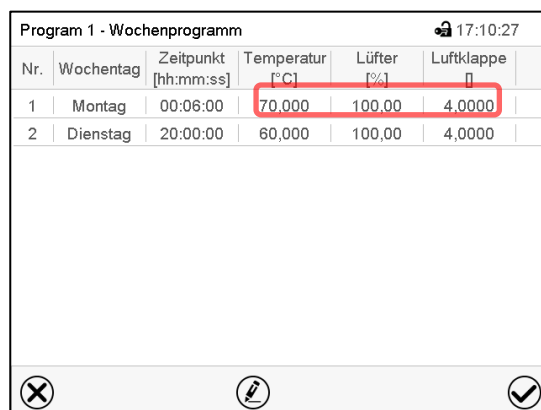 Program 1 - Wochenprogramm 17:10:27
Nr. Wochentag Zeitpunkt [hh:mm:ss] Temperatur [°C] Lüfter [%] Luftklappe []
1 Montag 00:06:00 70,000 100,00 4,0000
2 Dienstag 20:00:00 60,000 100,00 4,0000